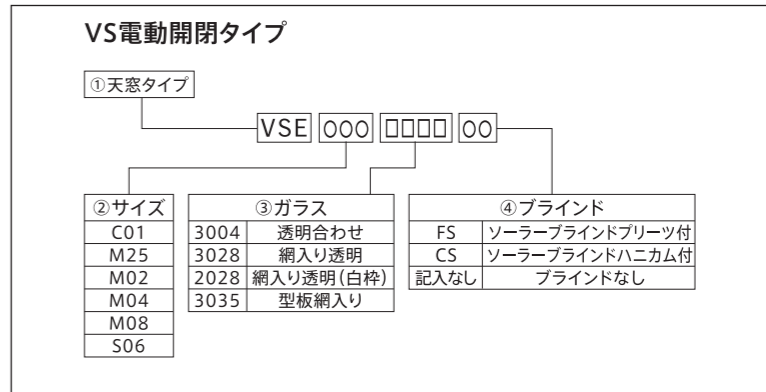 VS電動開閉タイプ
①天窓タイプ
VSE ○○○ □□□□ ○○
②サイズ
C01
M25
M02
M04
M08
S06
③ガラス
3004 透明合わせ
3028 網入り透明
2028 網入り透明(白枠)
3035 型板網入り
④ブラインド
FS ソーラーブラインドプリーツ付
CS ソーラーブラインドハニカム付
記入なし ブラインドなし